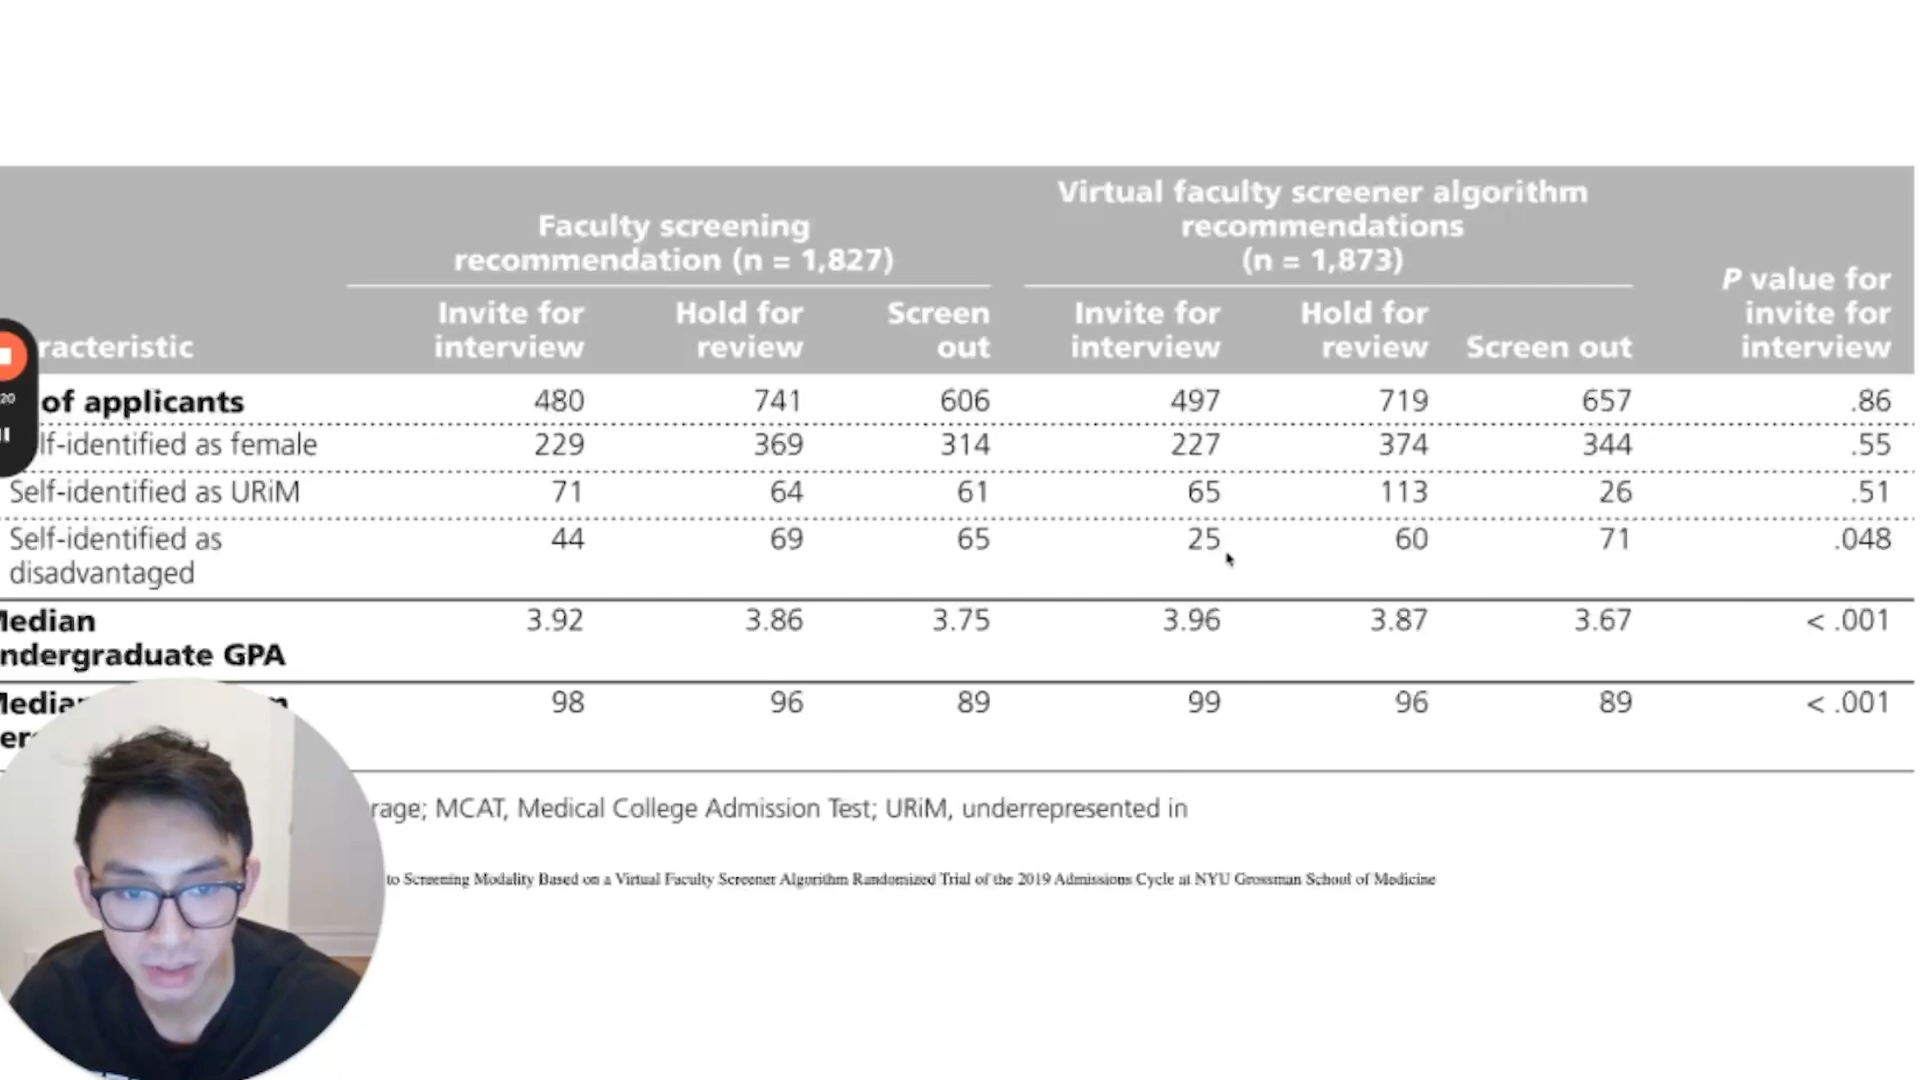 Virtual faculty screener algorithm
Faculty screening recommendations
recommendation (n = 1,827) (n = 1,873) P value for
Invite for Hold for Screen Invite for Hold for invite for
racteristic interview review out interview review Screen out interview
of applicants 480 741 606 497 719 657 .86
lf-identified as female 229 369 314 227 374 344 .55
Self-identified as URiM 71 64 61 65 113 26 .51
Self-identified as 44 69 65 25 60 71 .048
disadvantaged
Median 3.92 3.86 3.75 3.96 3.87 3.67 < .001
ndergraduate GPA
98 96 89 99 96 89 < .001
rage; MCAT, Medical College Admission Test; URiM, underrepresented in
to Screening Modality Based on a Virtual Faculty Screener Algorithm Randomized Trial of the 2019 Admissions Cycle at NYU Grossman School of Medicine